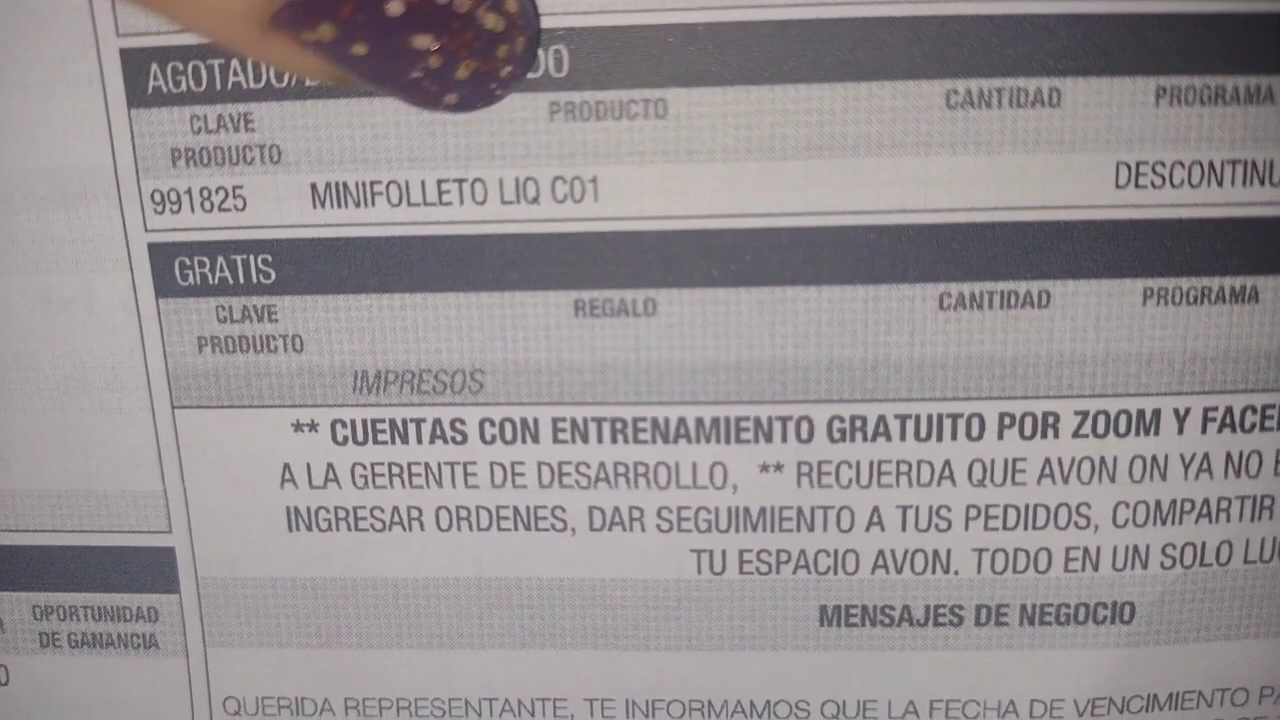 CLAVE PRODUCTO CANTIDAD PROGRAMA
PRODUCTO
991825 MINIFOLLETO LIQ C01
GRATIS
CLAVE REGALO CANTIDAD PROGRAMA
PRODUCTO
IMPRESOS
** CUENTAS CON ENTRENAMIENTO GRATUITO POR ZOOM Y
A LA GERENTE DE DESARROLLO, ** RECUERDA QUE AVON ON YA NO
INGRESAR ORDENES, DAR SEGUIMIENTO A TUS PEDIDOS, COMPARTIR
TU ESPACIO AVON. TODO EN UN SOLO
OPORTUNIDAD
DE GANANCIA
MENSAJES DE NEGOCIO
QUERIDA REPRESENTANTE, TE INFORMAMOS QUE LA FECHA DE VENCIMIENTO